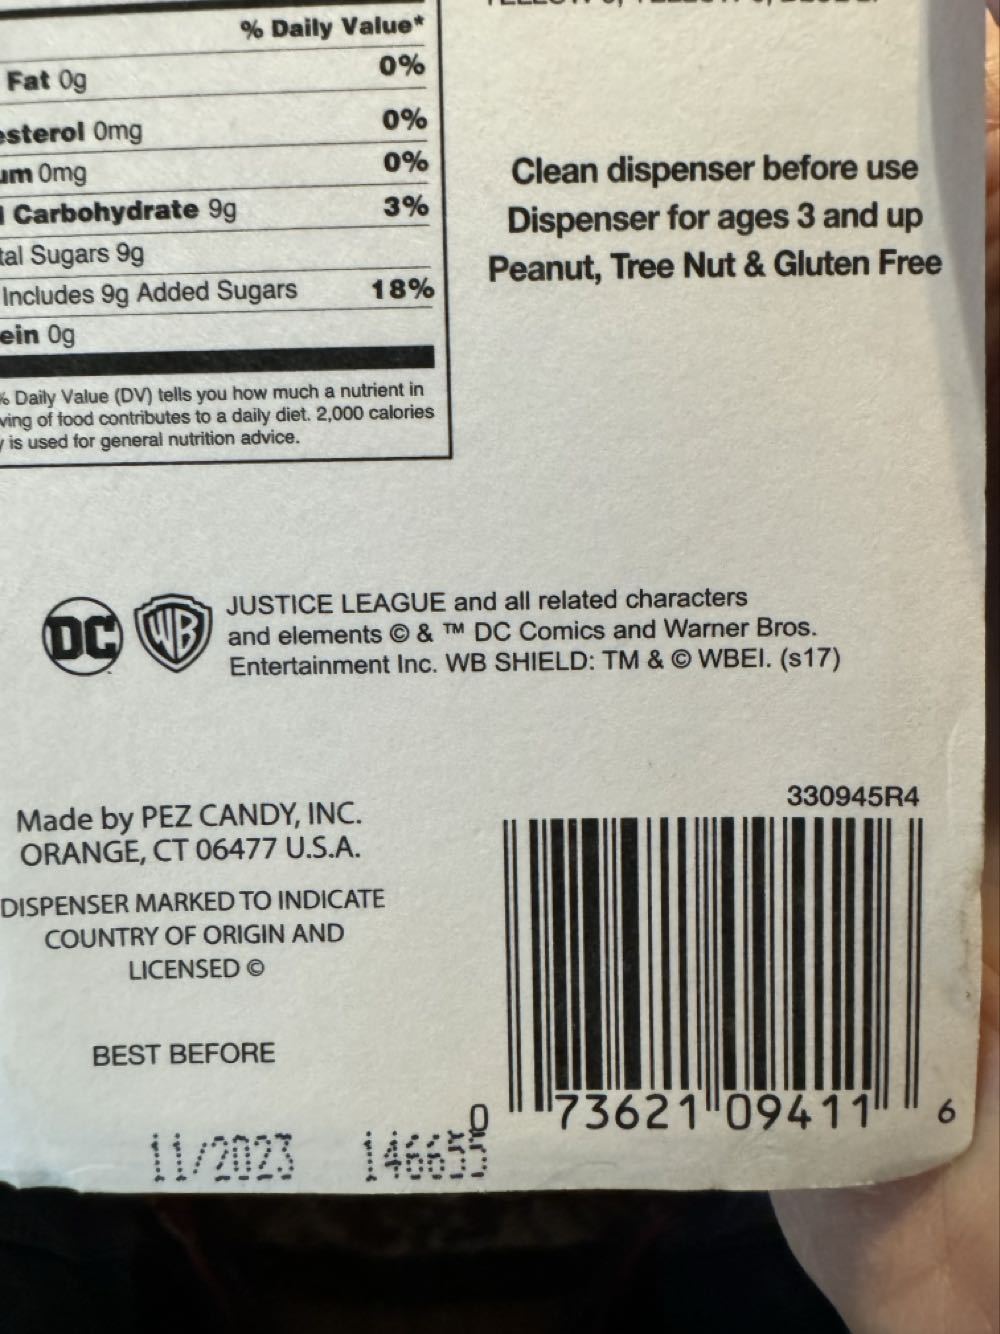 % Daily Value*
Fat 0g 0%
esterol 0mg 0%
um 0mg 0%
l Carbohydrate 9g 3%
tal Sugars 9g
Includes 9g Added Sugars 18%
ein 0g
% Daily Value (DV) tells you how much a nutrient in
ving of food contributes to a daily diet. 2,000 calories
y is used for general nutrition advice.
Clean dispenser before use
Dispenser for ages 3 and up
Peanut, Tree Nut & Gluten Free
DC WB
JUSTICE LEAGUE and all related characters
and elements © & ™ DC Comics and Warner Bros.
Entertainment Inc. WB SHIELD: TM & © WBEI. (s17)
Made by PEZ CANDY, INC.
ORANGE, CT 06477 U.S.A.
DISPENSER MARKED TO INDICATE
COUNTRY OF ORIGIN AND
LICENSED ©
BEST BEFORE
11/2023 146655
330945R4
0 73621 09411 6